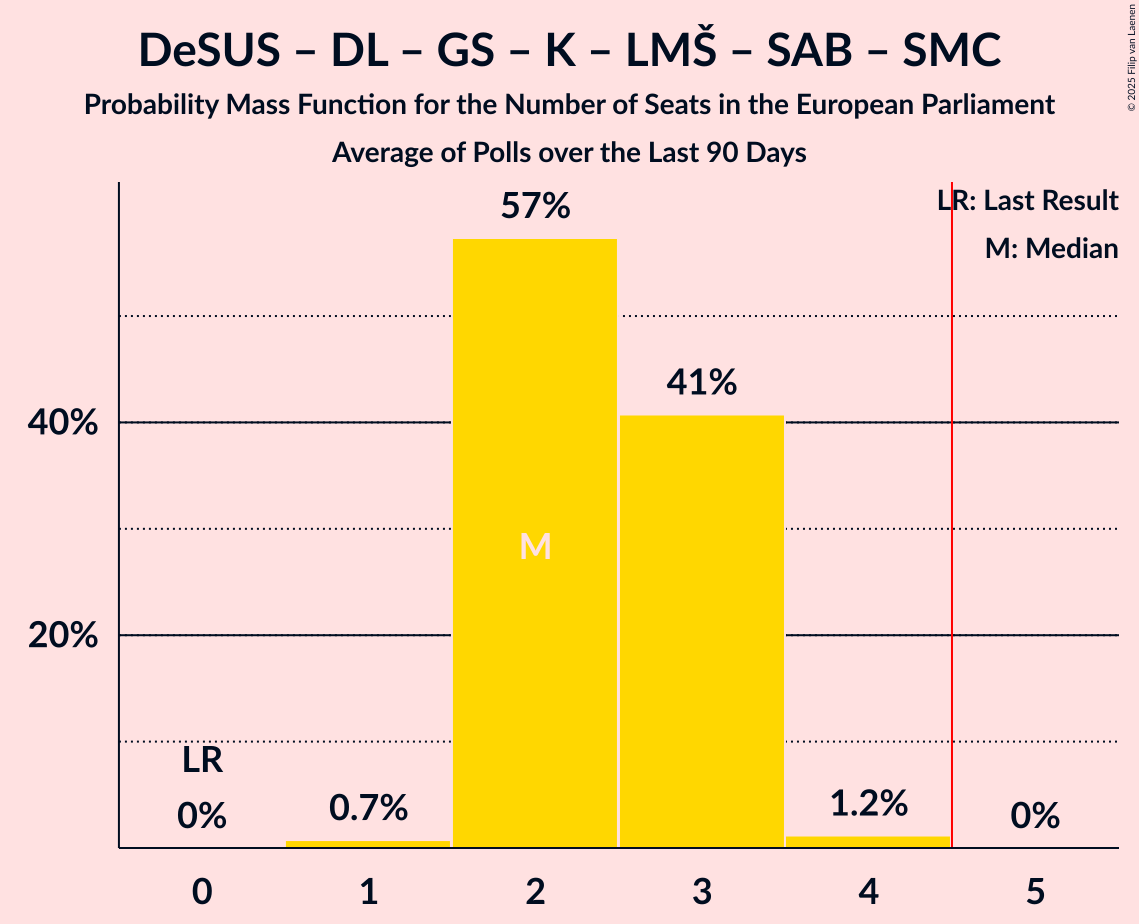 DeSUS – DL – GS – K – LMŠ – SAB – SMC
Probability Mass Function for the Number of Seats in the European Parliament
Average of Polls over the Last 90 Days
© 2025 Filip van Laenen
LR: Last Result
M: Median
57%
41%
40%
M
20%
LR
0%
0.7%
1.2%
0%
0 1 2 3 4 5